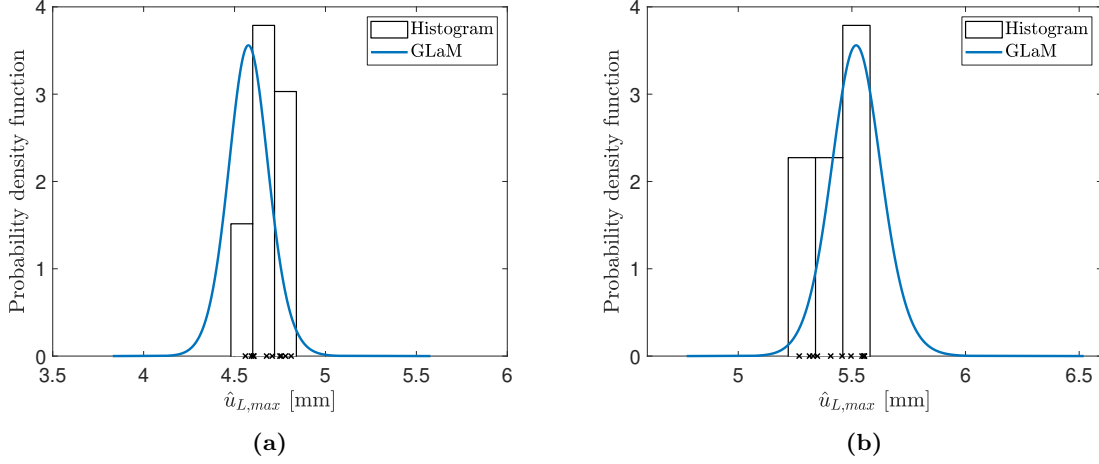 Probability density function
4
3
2
1
0
3.5 4 4.5 5 5.5 6
û_{L,max} [mm]
Histogram
GLaM
(a)
Probability density function
4
3
2
1
0
5 5.5 6 6.5
û_{L,max} [mm]
Histogram
GLaM
(b)